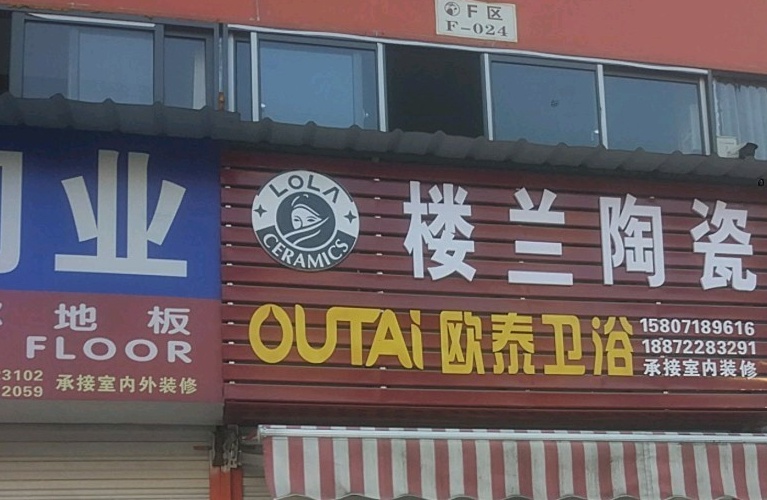 F区
F-024
业
地板
FLOOR
3102
2059
承接室内外装修
LOLA
CERAMICS
楼兰陶瓷
OUTAi 欧泰卫浴
15807189616
18872283291
承接室内装修